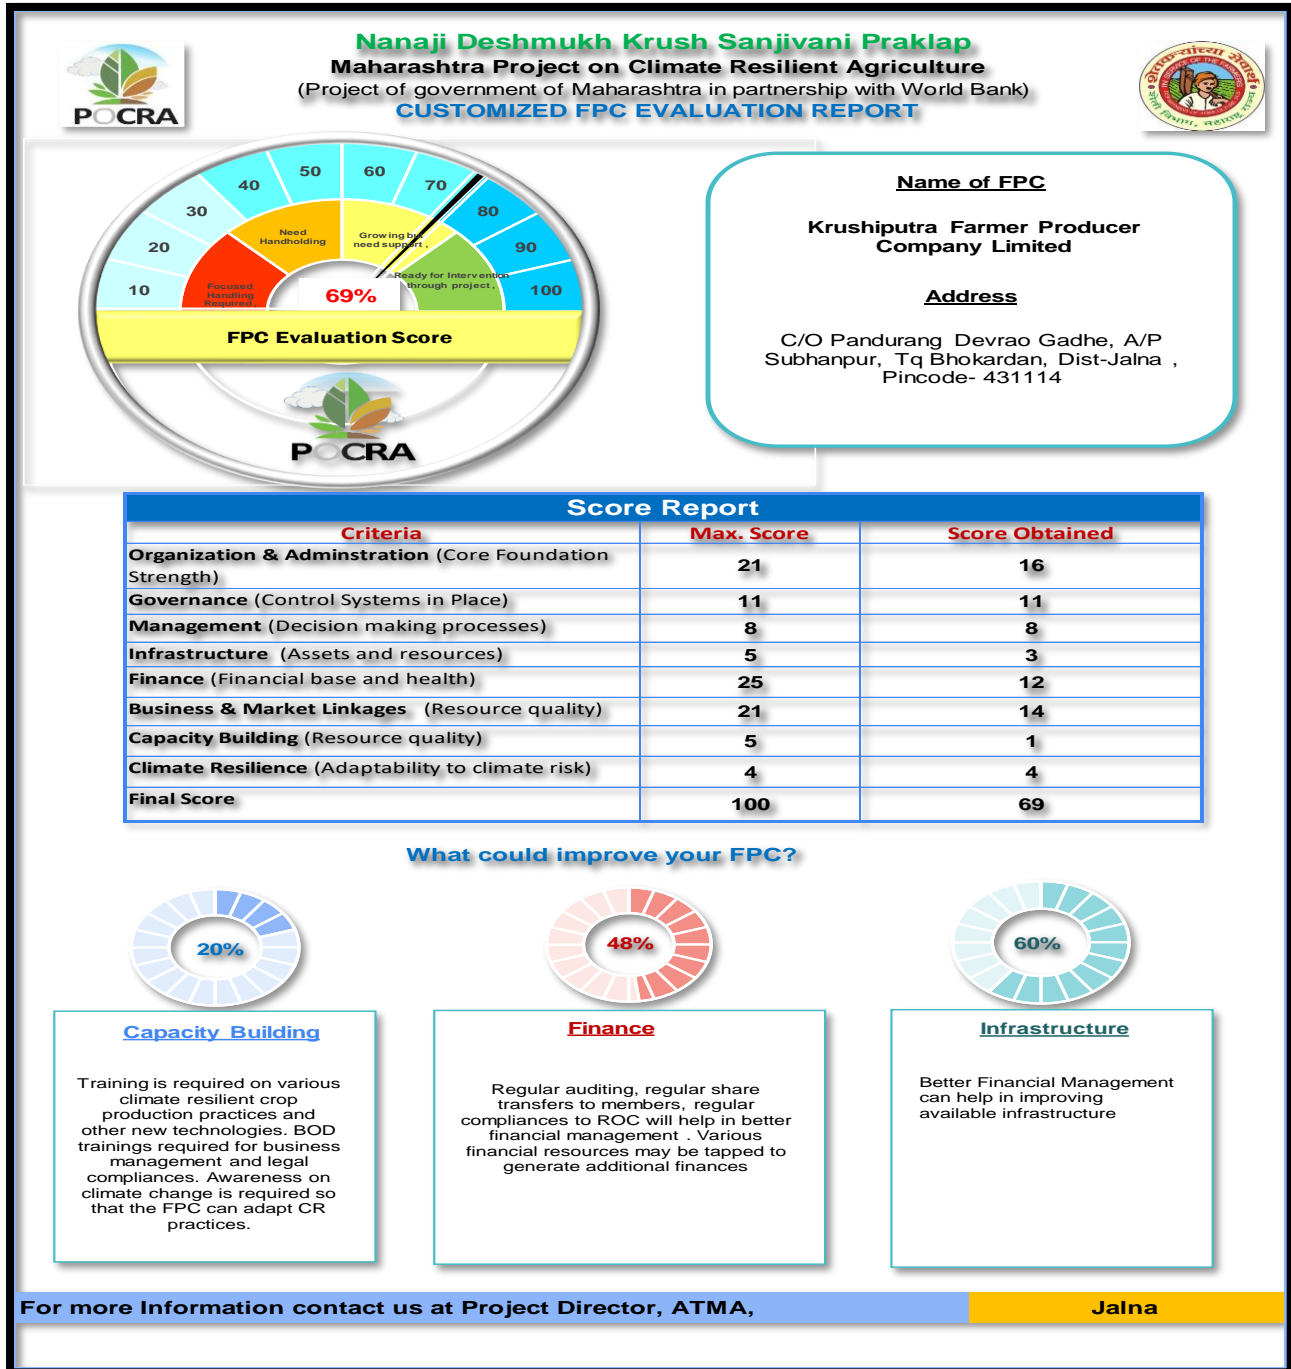 Nanaji Deshmukh Krush Sanjivani Praklap
Maharashtra Project on Climate Resilient Agriculture
(Project of government of Maharashtra in partnership with World Bank)
CUSTOMIZED FPC EVALUATION REPORT
POCRA
शेतकऱ्यांच्या सेवार्थ
IN SERVICE OF THE FARMERS
कृषी विभाग, महाराष्ट्र राज्य
10
20
30
40
50
60
70
80
90
100
Focused
Handling
Required ,
Need
Handholding
Growing but
need support ,
Ready for Intervention
through project ,
69%
FPC Evaluation Score
POCRA
Name of FPC
Krushiputra Farmer Producer
Company Limited
Address
C/O Pandurang Devrao Gadhe, A/P
Subhanpur, Tq Bhokardan, Dist-Jalna ,
Pincode- 431114
Score Report
Criteria Max. Score Score Obtained
Organization & Adminstration (Core Foundation
Strength) 21 16
Governance (Control Systems in Place) 11 11
Management (Decision making processes) 8 8
Infrastructure (Assets and resources) 5 3
Finance (Financial base and health) 25 12
Business & Market Linkages (Resource quality) 21 14
Capacity Building (Resource quality) 5 1
Climate Resilience (Adaptability to climate risk) 4 4
Final Score 100 69
What could improve your FPC?
20%
Capacity Building
Training is required on various
climate resilient crop
production practices and
other new technologies. BOD
trainings required for business
management and legal
compliances. Awareness on
climate change is required so
that the FPC can adapt CR
practices.
48%
Finance
Regular auditing, regular share
transfers to members, regular
compliances to ROC will help in better
financial management . Various
financial resources may be tapped to
generate additional finances
60%
Infrastructure
Better Financial Management
can help in improving
available infrastructure
For more Information contact us at Project Director, ATMA, Jalna